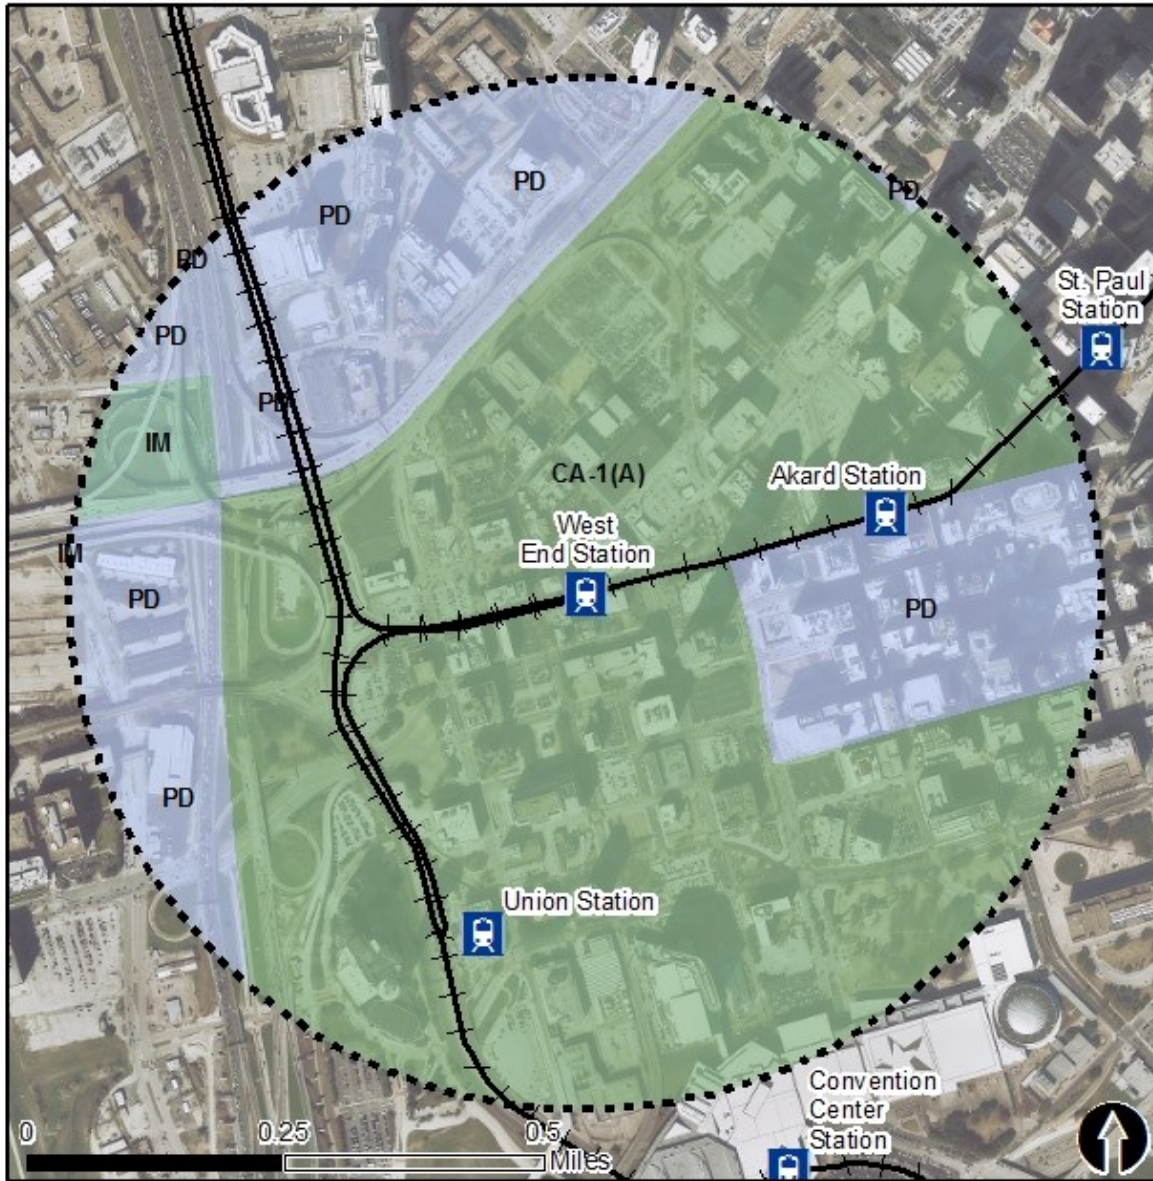 PD
PD
PD
PD
St. Paul
Station
PD
PD
IM
CA-1(A)
Akard Station
West
End Station
IM
PD
PD
PD
Union Station
Convention
Center
Station
0
0.25
0.5
Miles